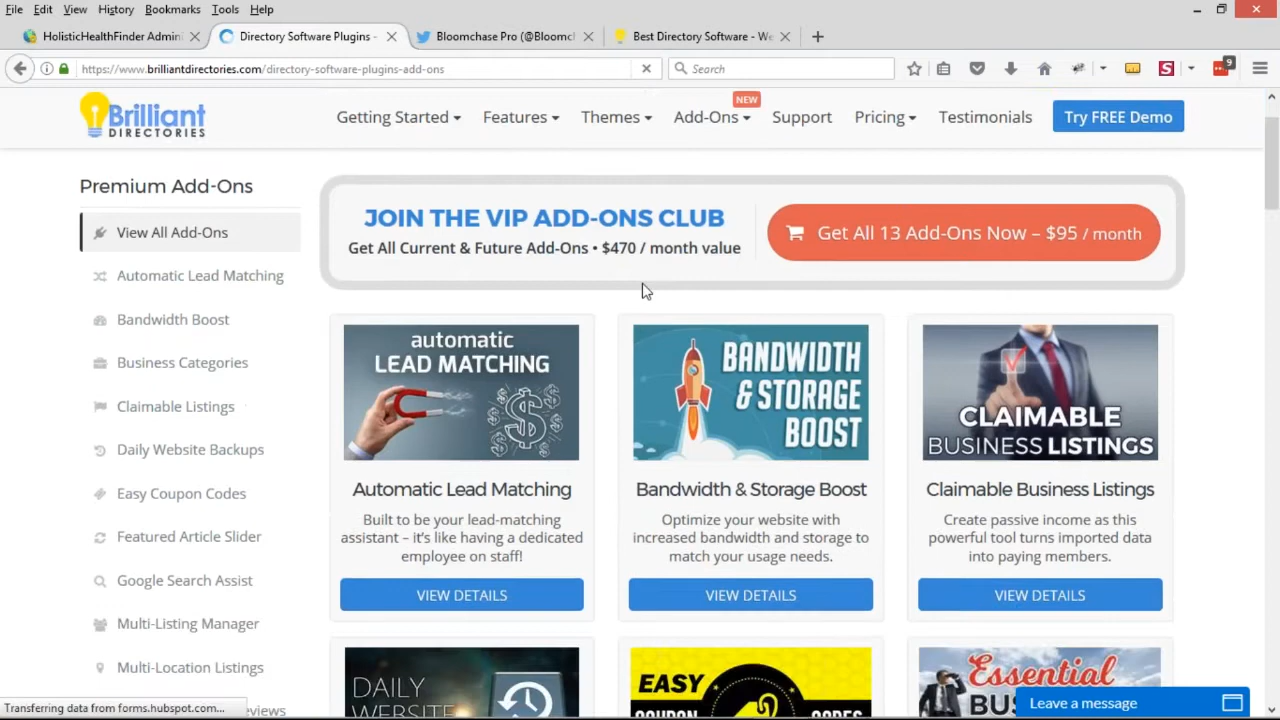 File Edit View History Bookmarks Tools Help
HolisticHealthFinder Admin
Directory Software Plugins -
Bloomchase Pro (@Bloomch
Best Directory Software - We
https://www.brilliantdirectories.com/directory-software-plugins-add-ons
Search
S
9
Brilliant
DIRECTORIES
NEW
Getting Started Features Themes Add-Ons Support Pricing Testimonials Try FREE Demo
Premium Add-Ons
View All Add-Ons
Automatic Lead Matching
Bandwidth Boost
Business Categories
Claimable Listings
Daily Website Backups
Easy Coupon Codes
Featured Article Slider
Google Search Assist
Multi-Listing Manager
Multi-Location Listings
eviews
JOIN THE VIP ADD-ONS CLUB
Get All Current & Future Add-Ons • $470 / month value
Get All 13 Add-Ons Now – $95 / month
automatic
LEAD MATCHING
Automatic Lead Matching
Built to be your lead-matching
assistant – it's like having a dedicated
employee on staff!
VIEW DETAILS
BANDWIDTH
& STORAGE
BOOST
Bandwidth & Storage Boost
Optimize your website with
increased bandwidth and storage to
match your usage needs.
VIEW DETAILS
CLAIMABLE
BUSINESS LISTINGS
Claimable Business Listings
Create passive income as this
powerful tool turns imported data
into paying members.
VIEW DETAILS
DAILY
WEBSITE
EASY
COUPON CODES
Essential
BUS
Transferring data from forms.hubspot.com...
Leave a message